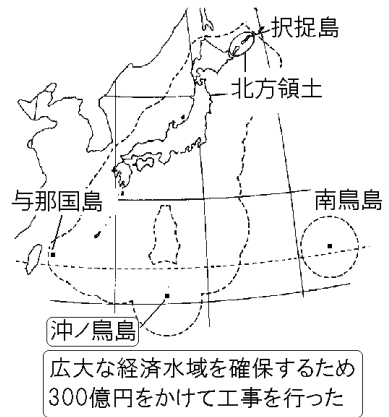 択捉島
北方領土
与那国島
南鳥島
沖ノ鳥島
広大な経済水域を確保するため
300億円をかけて工事を行った